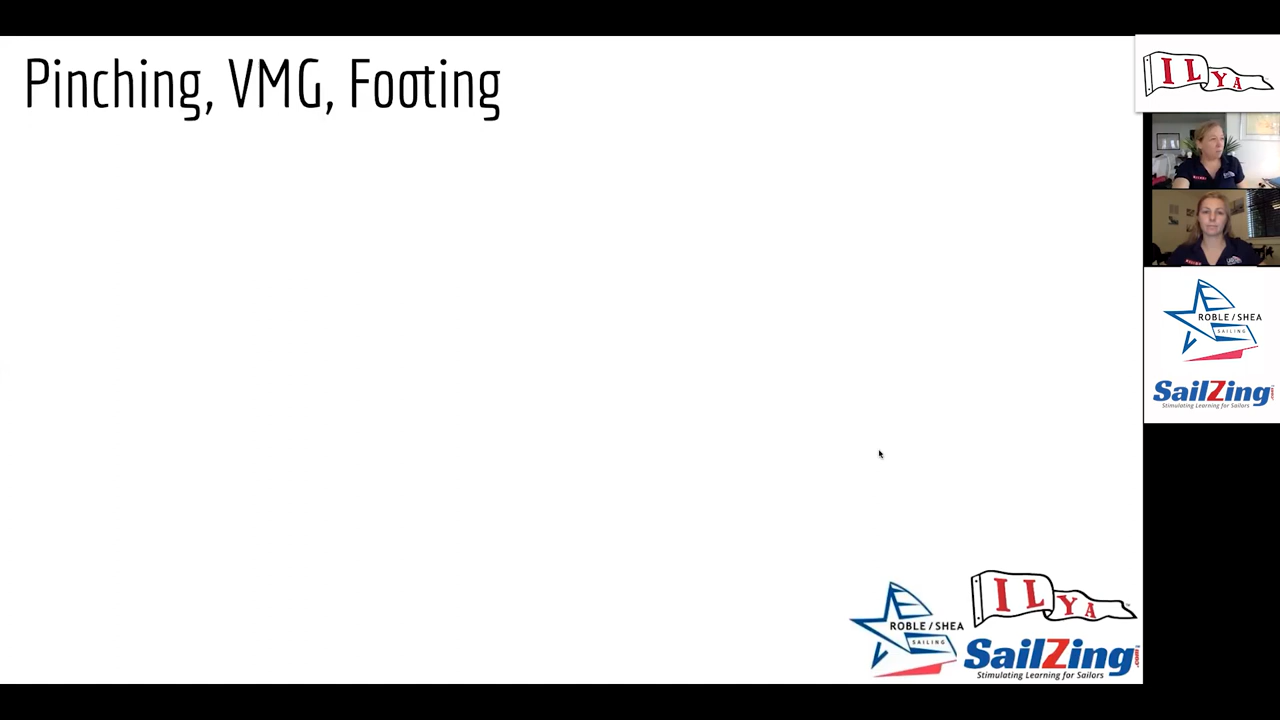 Pinching, VMG, Footing
ILYA
ROBLE / SHEA
SAILING
SailZing
Stimulating Learning for Sailors
ROBLE / SHEA
SAILING
ILYA
SailZing
Stimulating Learning for Sailors